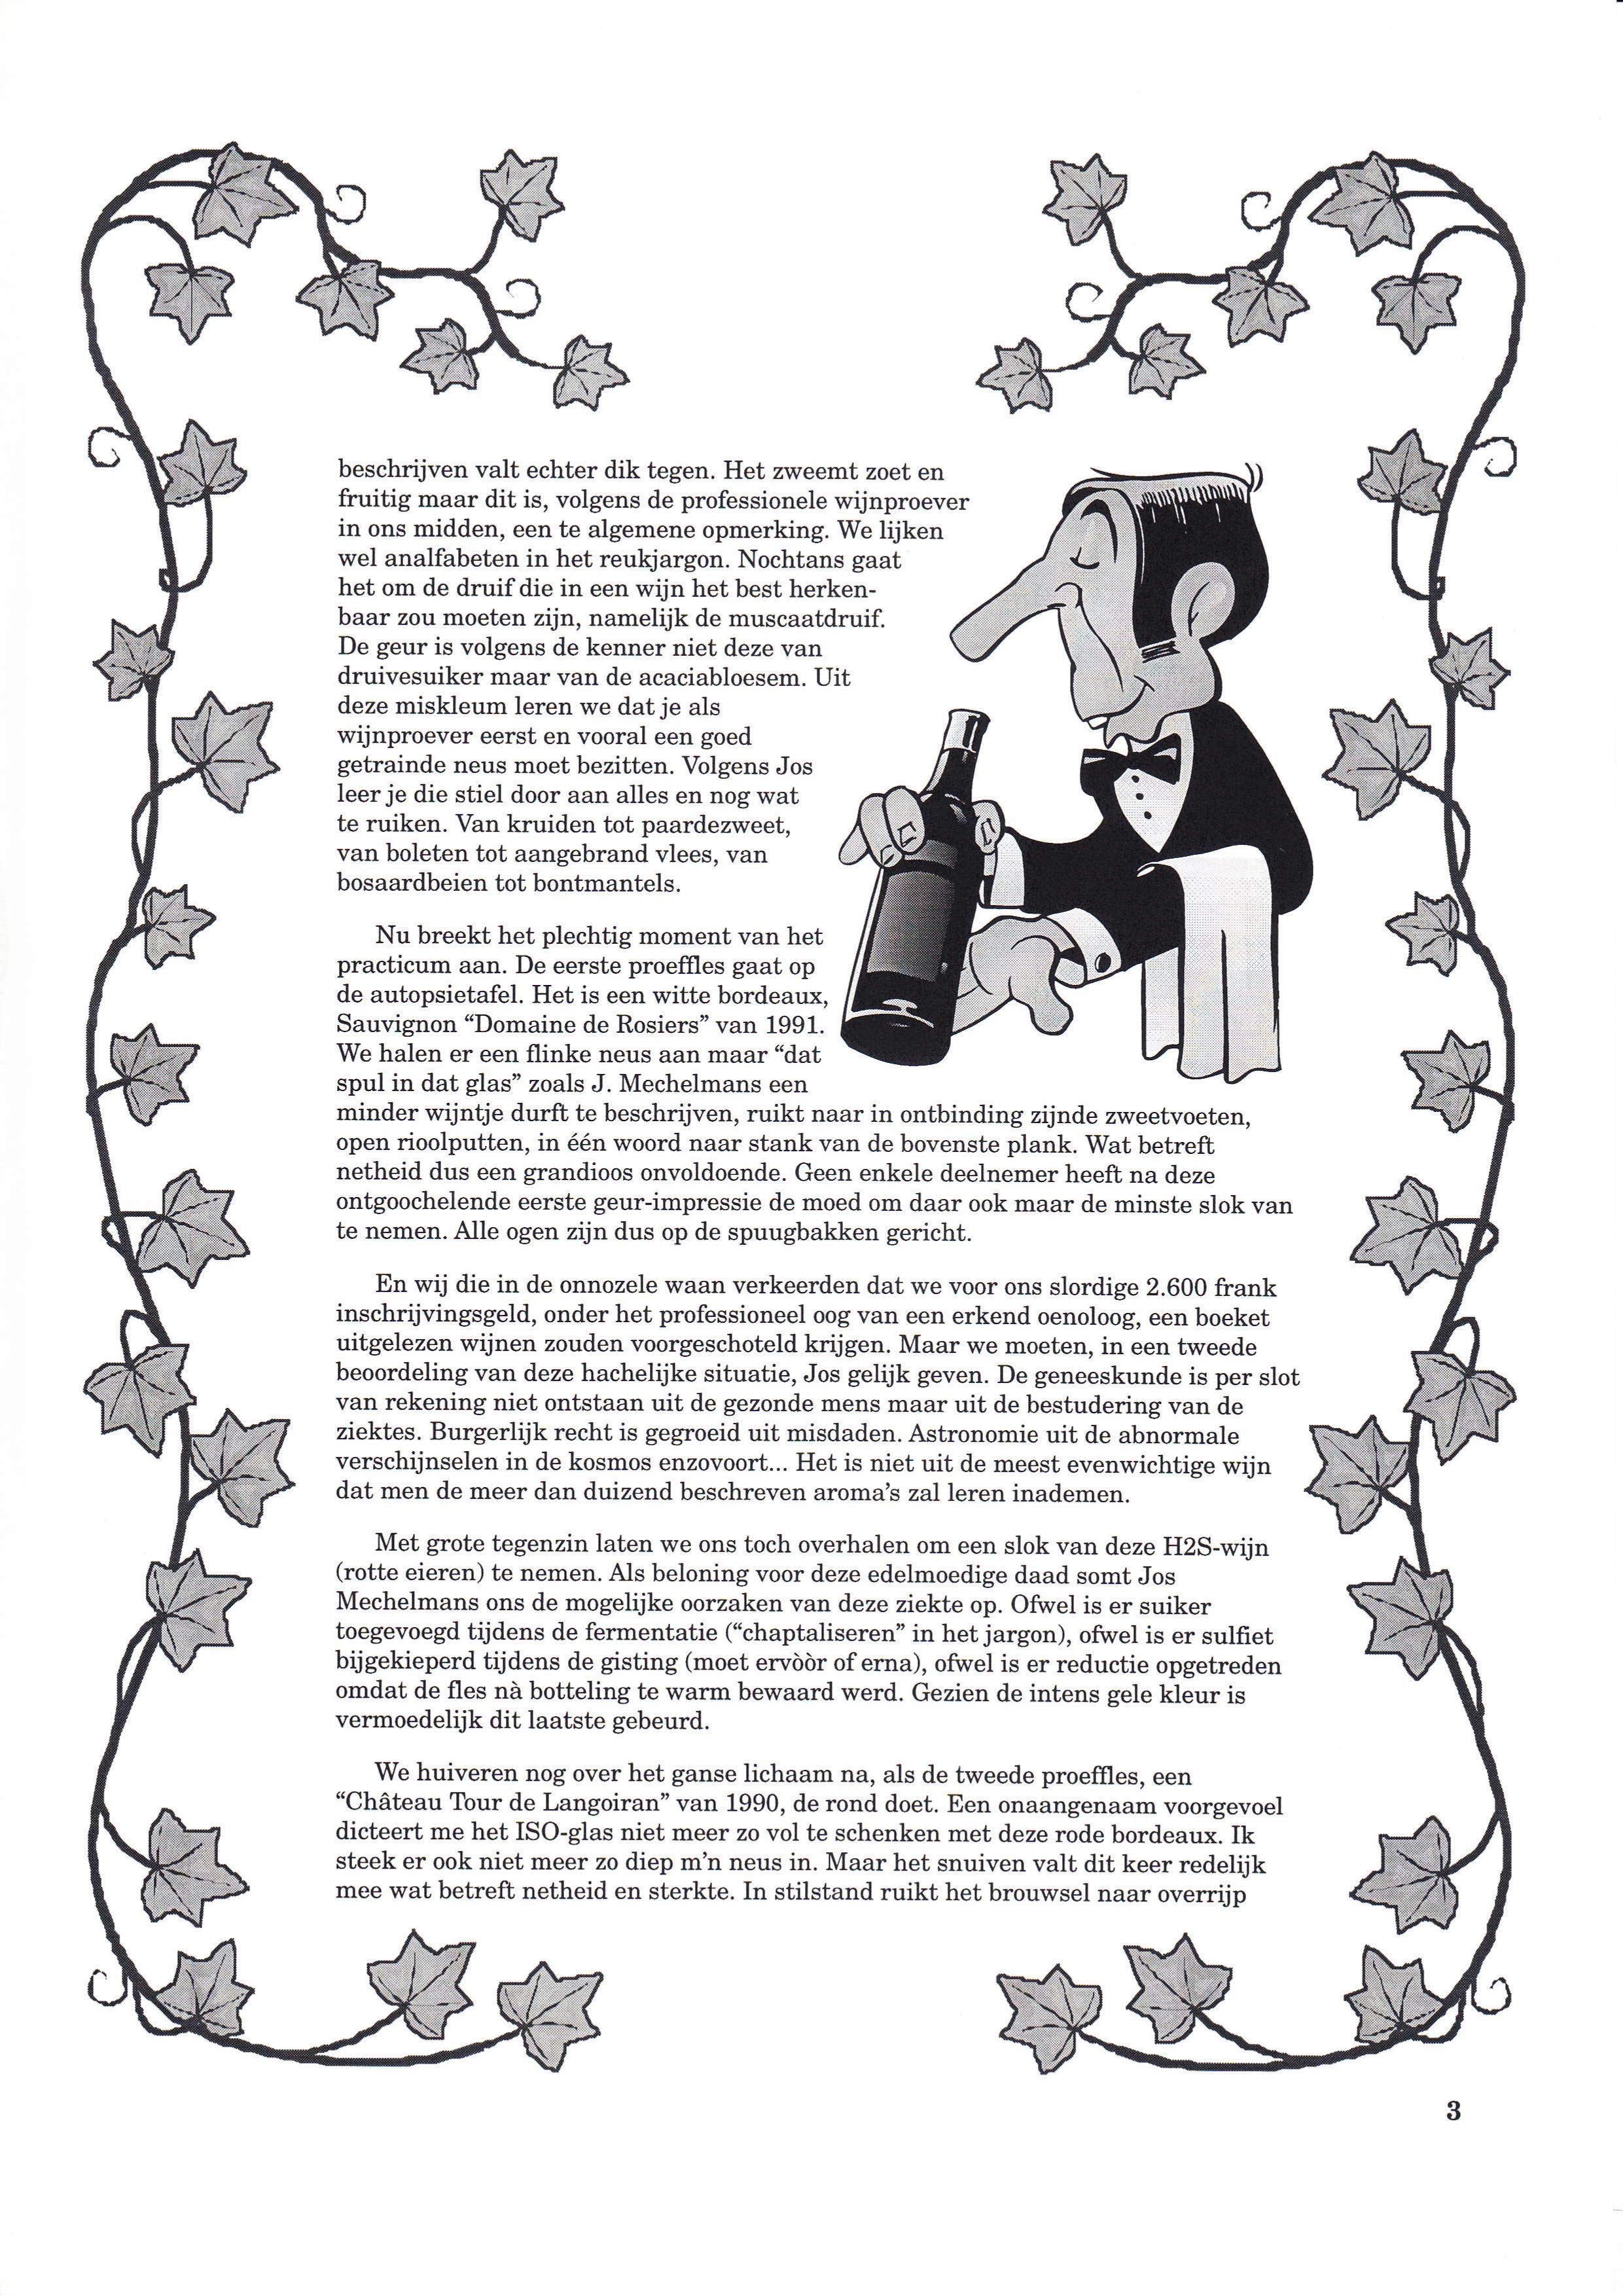 beschrijven valt echter dik tegen. Het zweemt zoet en
fruitig maar dit is, volgens de professionele wijnproever
in ons midden, een te algemene opmerking. We lijken
wel analfabeten in het reukjargon. Nochtans gaat
het om de druif die in een wijn het best herken-
baar zou moeten zijn, namelijk de muscaatdruif.
De geur is volgens de kenner niet deze van
druivesuiker maar van de acaciabloesem. Uit
deze miskleum leren we dat je als
wijnproever eerst en vooral een goed
getrainde neus moet bezitten. Volgens Jos
leer je die stiel door aan alles en nog wat
te ruiken. Van kruiden tot paardezweet,
van boleten tot aangebrand vlees, van
bosaardbeien tot bontmantels.
Nu breekt het plechtig moment van het
practicum aan. De eerste proeffles gaat op
de autopsietafel. Het is een witte bordeaux,
Sauvignon “Domaine de Rosiers” van 1991.
We halen er een flinke neus aan maar “dat
spul in dat glas” zoals J. Mechelmans een
minder wijntje durft te beschrijven, ruikt naar in ontbinding zijnde zweetvoeten,
open rioolputten, in één woord naar stank van de bovenste plank. Wat betreft
netheid dus een grandioos onvoldoende. Geen enkele deelnemer heeft na deze
ontgoochelende eerste geur-impressie de moed om daar ook maar de minste slok van
te nemen. Alle ogen zijn dus op de spuugbakken gericht.
En wij die in de onnozele waan verkeerden dat we voor ons slordige 2.600 frank
inschrijvingsgeld, onder het professioneel oog van een erkend oenoloog, een boeket
uitgelezen wijnen zouden voorgeschoteld krijgen. Maar we moeten, in een tweede
beoordeling van deze hachelijke situatie, Jos gelijk geven. De geneeskunde is per slot
van rekening niet ontstaan uit de gezonde mens maar uit de bestudering van de
ziektes. Burgerlijk recht is gegroeid uit misdaden. Astronomie uit de abnormale
verschijnselen in de kosmos enzovoort... Het is niet uit de meest evenwichtige wijn
dat men de meer dan duizend beschreven aroma’s zal leren inademen.
Met grote tegenzin laten we ons toch overhalen om een slok van deze H2S-wijn
(rotte eieren) te nemen. Als beloning voor deze edelmoedige daad somt Jos
Mechelmans ons de mogelijke oorzaken van deze ziekte op. Ofwel is er suiker
toegevoegd tijdens de fermentatie (“chaptaliseren” in het jargon), ofwel is er sulfiet
bijgekieperd tijdens de gisting (moet ervòòr of erna), ofwel is er reductie opgetreden
omdat de fles nà botteling te warm bewaard werd. Gezien de intens gele kleur is
vermoedelijk dit laatste gebeurd.
We huiveren nog over het ganse lichaam na, als de tweede proeffles, een
“Château Tour de Langoiran” van 1990, de rond doet. Een onaangenaam voorgevoel
dicteert me het ISO-glas niet meer zo vol te schenken met deze rode bordeaux. Ik
steek er ook niet meer zo diep m’n neus in. Maar het snuiven valt dit keer redelijk
mee wat betreft netheid en sterkte. In stilstand ruikt het brouwsel naar overrijp
3